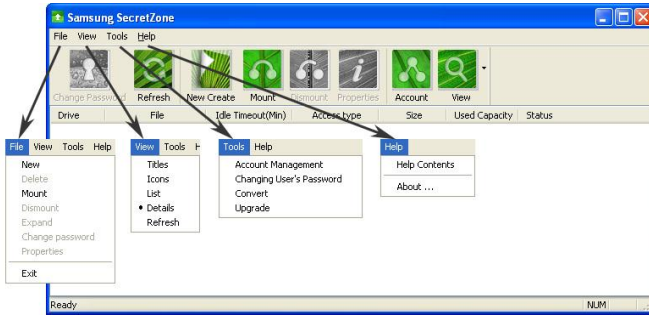 Samsung SecretZone
File View Tools Help
Change Password Refresh New Create Mount Dismount Properties Account View
Drive File Idle Timeout(Min) Access type Size Used Capacity Status
File View Tools Help
New
Delete
Mount
Dismount
Expand
Change password
Properties
Exit
View Tools H
Titles
Icons
List
• Details
Refresh
Tools Help
Account Management
Changing User's Password
Convert
Upgrade
Help
Help Contents
About ...
Ready NUM